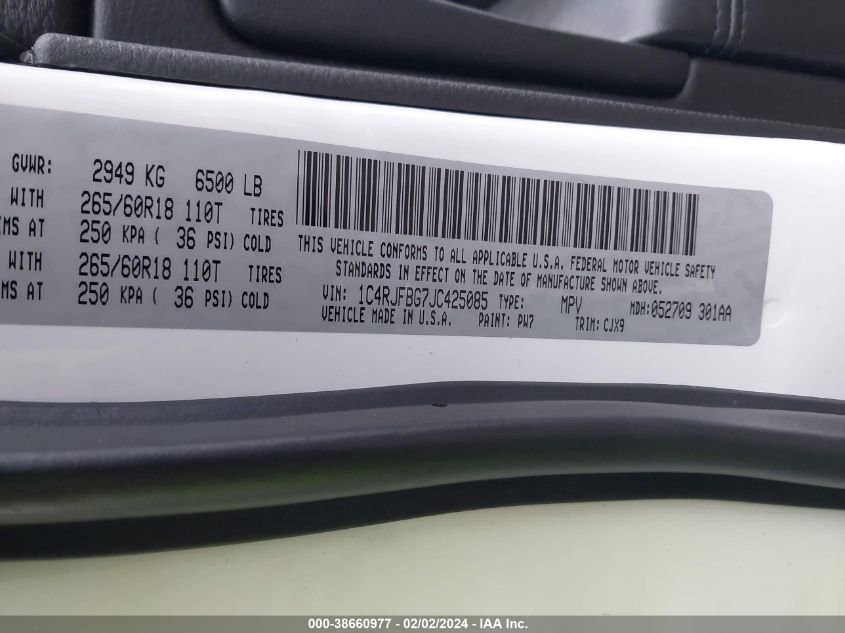 GVWR: 2949 KG 6500 LB
WITH 265/60R18 110T TIRES
MS AT 250 KPA ( 36 PSI) COLD
WITH 265/60R18 110T TIRES
MS AT 250 KPA ( 36 PSI) COLD
THIS VEHICLE CONFORMS TO ALL APPLICABLE U.S.A. FEDERAL MOTOR VEHICLE SAFETY
STANDARDS IN EFFECT ON THE DATE OF MANUFACTURE SHOWN ABOVE.
VIN: 1C4RJFBG7JC425085 TYPE: MPV MDH:052709 301AA
VEHICLE MADE IN U.S.A. PAINT: PW7 TRIM: CJX9
000-38660977 - 02/02/2024 - IAA Inc.